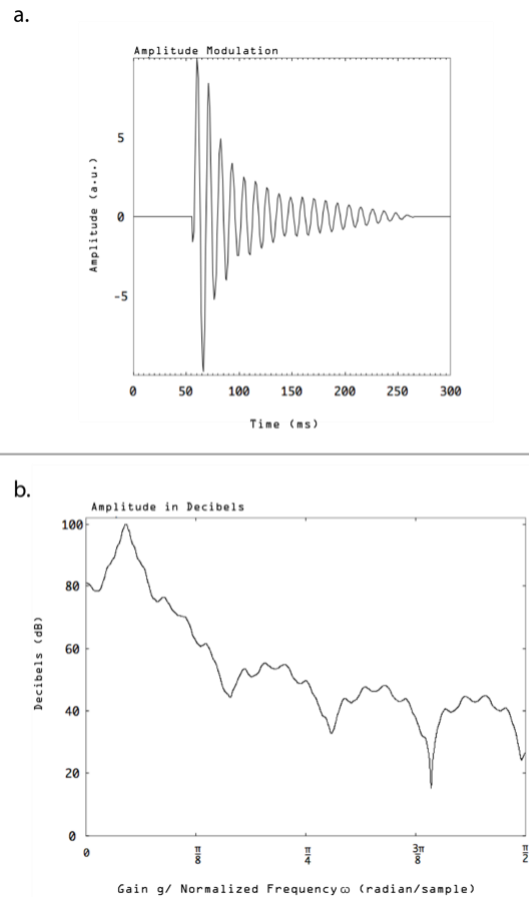 a.
Amplitude Modulation
5
0
-5
Amplitude (a.u.)
0 50 100 150 200 250 300
Time (ms)
b.
Amplitude in Decibels
100
80
60
40
20
0
Decibels (dB)
0 π/8 π/4 3π/8 π/2
Gain g/ Normalized Frequency ω (radian/sample)